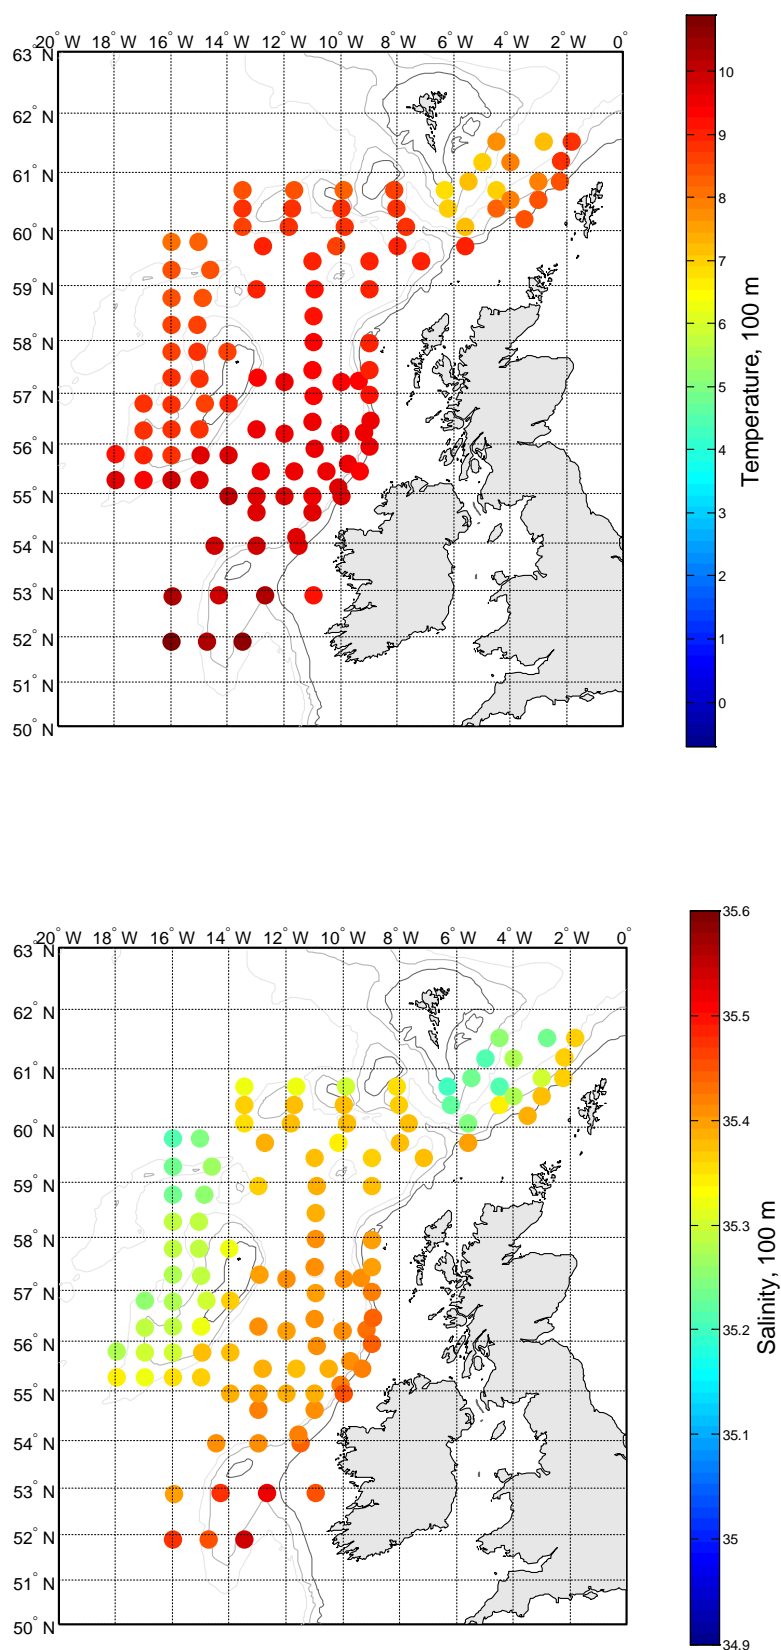 20° W 18° W 16° W 14° W 12° W 10° W 8° W 6° W 4° W 2° W 0°
63° N
62° N
61° N
60° N
59° N
58° N
57° N
56° N
55° N
54° N
53° N
52° N
51° N
50° N
10
9
8
7
6
5
4
3
2
1
0
Temperature, 100 m
20° W 18° W 16° W 14° W 12° W 10° W 8° W 6° W 4° W 2° W 0°
63° N
62° N
61° N
60° N
59° N
58° N
57° N
56° N
55° N
54° N
53° N
52° N
51° N
50° N
35.6
35.5
35.4
35.3
35.2
35.1
35
34.9
Salinity, 100 m